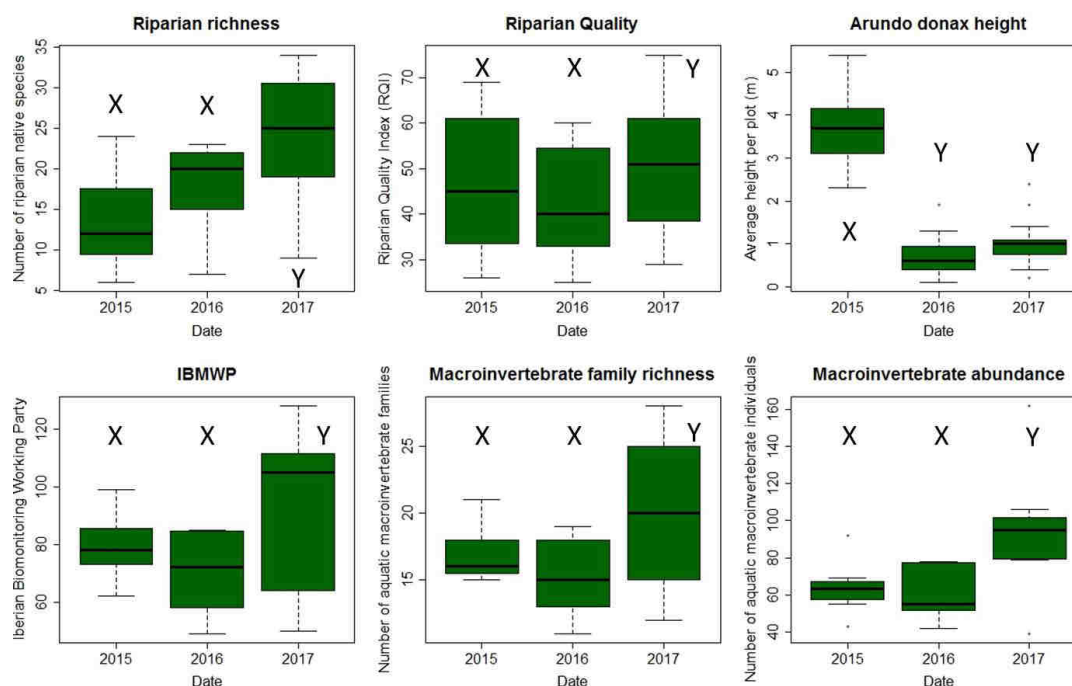 Riparian richness
Number of riparian native species
35
30
25
20
15
10
5
X
X
Y
2015
2016
2017
Date
Riparian Quality
Riparian Quality Index (RQI)
70
60
50
40
30
X
X
Y
2015
2016
2017
Date
Arundo donax height
Average height per plot (m)
5
4
3
2
1
0
X
Y
Y
2015
2016
2017
Date
IBMWP
Iberian Biomonitoring Working Party
120
100
80
60
X
X
Y
2015
2016
2017
Date
Macroinvertebrate family richness
Number of aquatic macroinvertebrate families
25
20
15
X
X
Y
2015
2016
2017
Date
Macroinvertebrate abundance
Number of aquatic macroinvertebrate individuals
160
140
120
100
80
60
40
X
X
Y
2015
2016
2017
Date